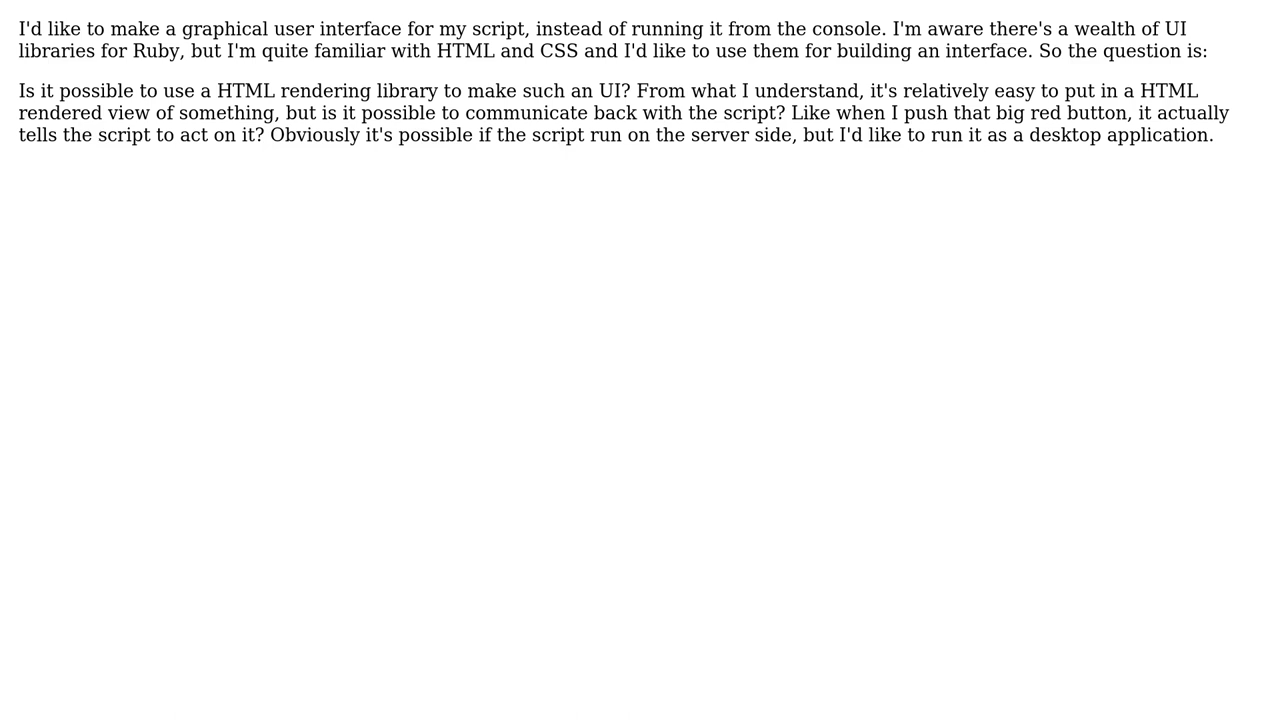 I'd like to make a graphical user interface for my script, instead of running it from the console. I'm aware there's a wealth of UI
libraries for Ruby, but I'm quite familiar with HTML and CSS and I'd like to use them for building an interface. So the question is:
Is it possible to use a HTML rendering library to make such an UI? From what I understand, it's relatively easy to put in a HTML
rendered view of something, but is it possible to communicate back with the script? Like when I push that big red button, it actually
tells the script to act on it? Obviously it's possible if the script run on the server side, but I'd like to run it as a desktop application.